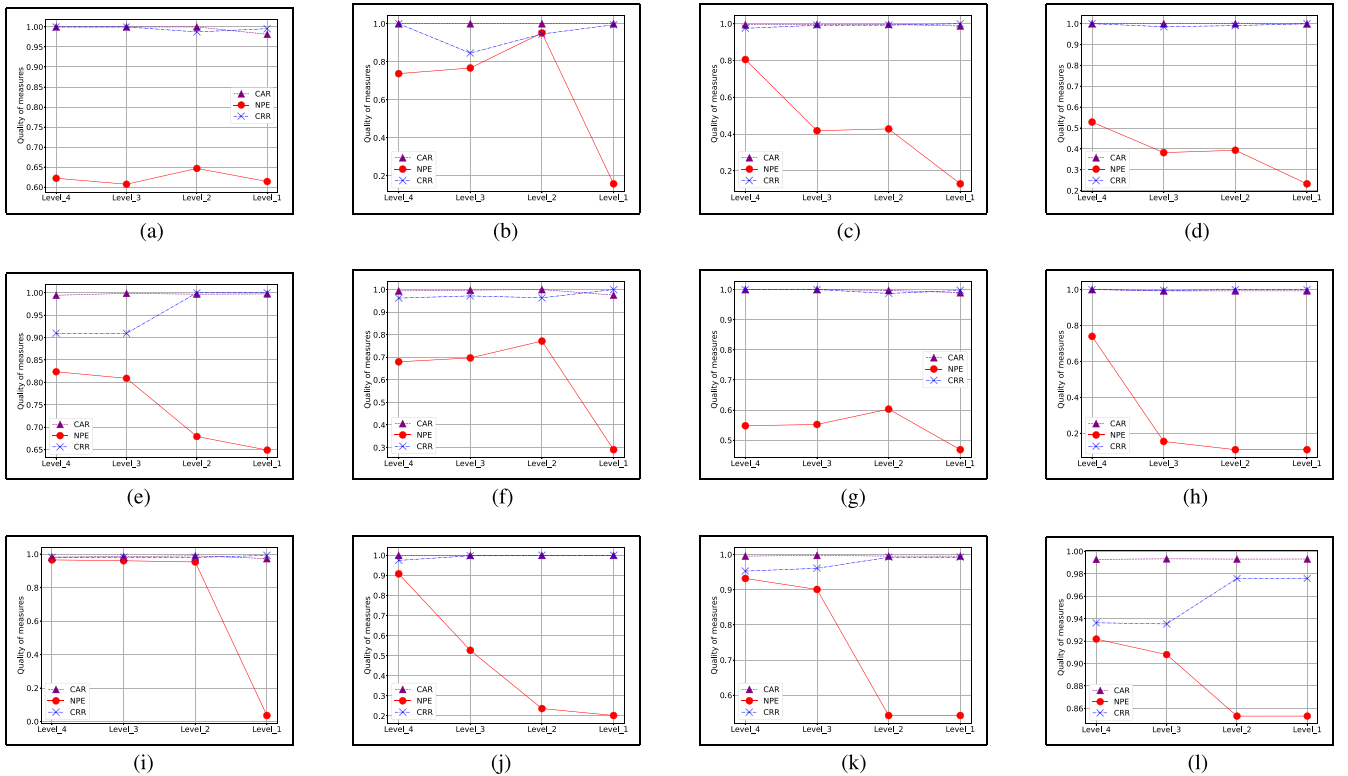 Quality of measures
1.00
0.95
0.90
0.85
0.80
0.75
0.70
0.65
0.60
CAR
NPE
CRR
Level_4 Level_3 Level_2 Level_1
(a)
Quality of measures
1.0
0.8
0.6
0.4
0.2
CAR
NPE
CRR
Level_4 Level_3 Level_2 Level_1
(b)
Quality of measures
1.0
0.8
0.6
0.4
0.2
CAR
NPE
CRR
Level_4 Level_3 Level_2 Level_1
(c)
Quality of measures
1.0
0.9
0.8
0.7
0.6
0.5
0.4
0.3
0.2
CAR
NPE
CRR
Level_4 Level_3 Level_2 Level_1
(d)
Quality of measures
1.00
0.95
0.90
0.85
0.80
0.75
0.70
0.65
CAR
NPE
CRR
Level_4 Level_3 Level_2 Level_1
(e)
Quality of measures
1.0
0.9
0.8
0.7
0.6
0.5
0.4
0.3
CAR
NPE
CRR
Level_4 Level_3 Level_2 Level_1
(f)
Quality of measures
1.0
0.9
0.8
0.7
0.6
0.5
CAR
NPE
CRR
Level_4 Level_3 Level_2 Level_1
(g)
Quality of measures
1.0
0.8
0.6
0.4
0.2
CAR
NPE
CRR
Level_4 Level_3 Level_2 Level_1
(h)
Quality of measures
1.0
0.8
0.6
0.4
0.2
0.0
CAR
NPE
CRR
Level_4 Level_3 Level_2 Level_1
(i)
Quality of measures
1.0
0.9
0.8
0.7
0.6
0.5
0.4
0.3
0.2
CAR
NPE
CRR
Level_4 Level_3 Level_2 Level_1
(j)
Quality of measures
1.0
0.9
0.8
0.7
0.6
CAR
NPE
CRR
Level_4 Level_3 Level_2 Level_1
(k)
Quality of measures
1.00
0.98
0.96
0.94
0.92
0.90
0.88
0.86
CAR
NPE
CRR
Level_4 Level_3 Level_2 Level_1
(l)